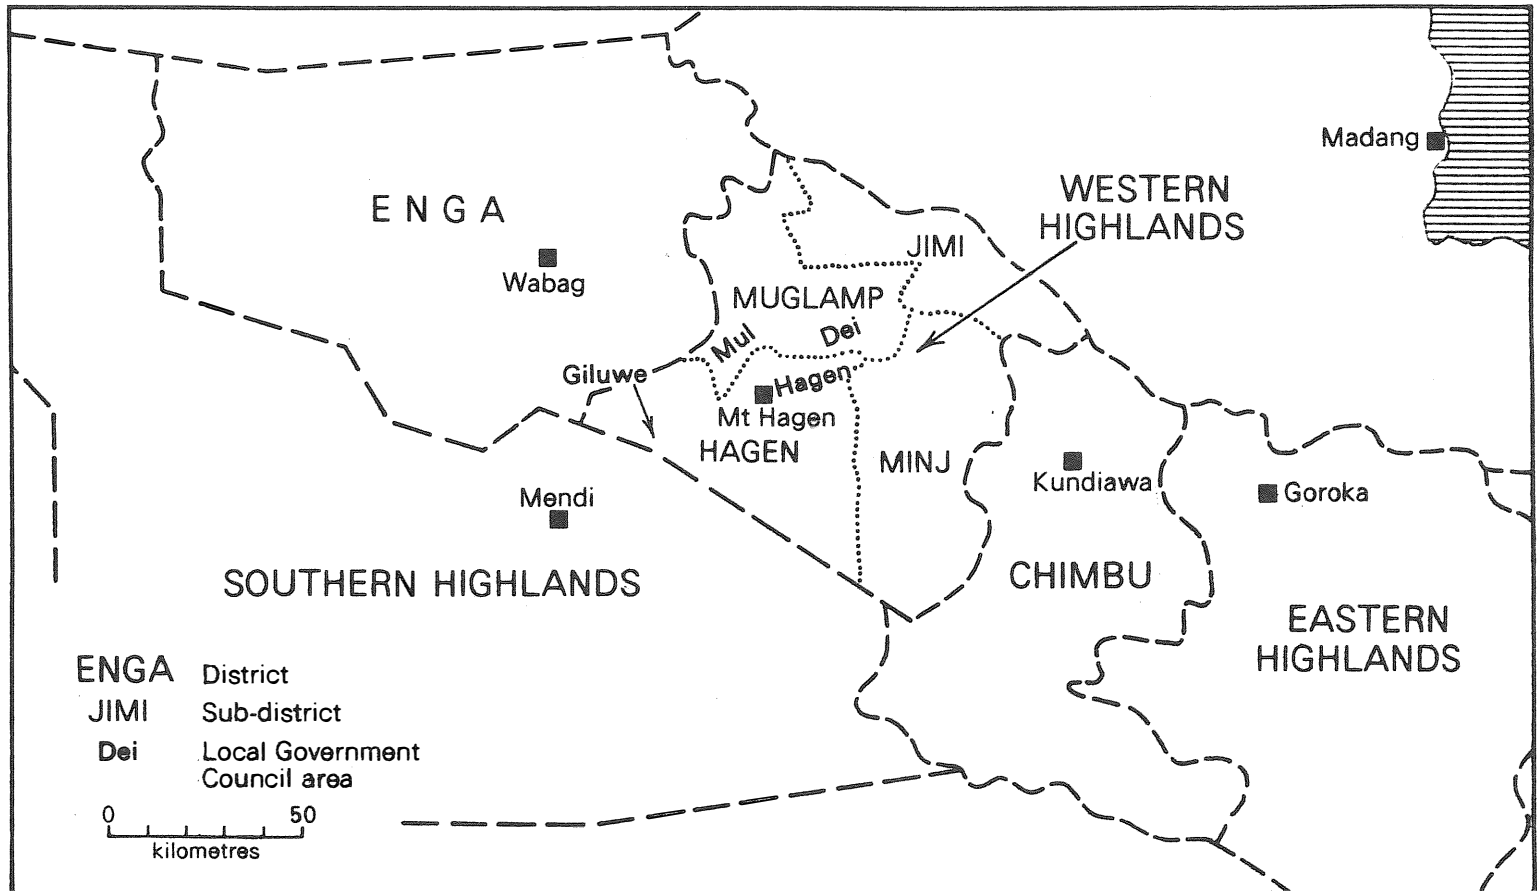 Madang
WESTERN
HIGHLANDS
ENGA
JIMI
Wabag
MUGLAMP
Mul
Dei
Giluwe
Hagen
Mt Hagen
HAGEN
MINJ
Kundiawa
Goroka
Mendi
SOUTHERN HIGHLANDS
CHIMBU
EASTERN
HIGHLANDS
ENGA District
JIMI Sub-district
Dei Local Government
Council area
0 50
kilometres